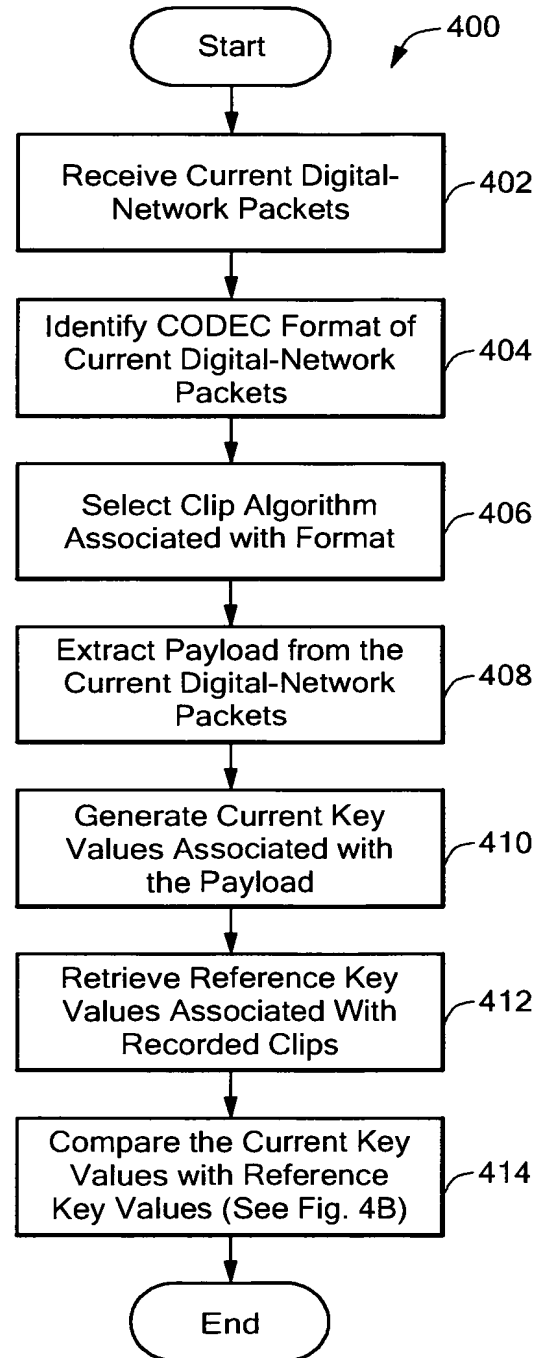 Start
400
Receive Current Digital-
Network Packets
402
Identify CODEC Format of
Current Digital-Network
Packets
404
Select Clip Algorithm
Associated with Format
406
Extract Payload from the
Current Digital-Network
Packets
408
Generate Current Key
Values Associated with
the Payload
410
Retrieve Reference Key
Values Associated With
Recorded Clips
412
Compare the Current Key
Values with Reference
Key Values (See Fig. 4B)
414
End